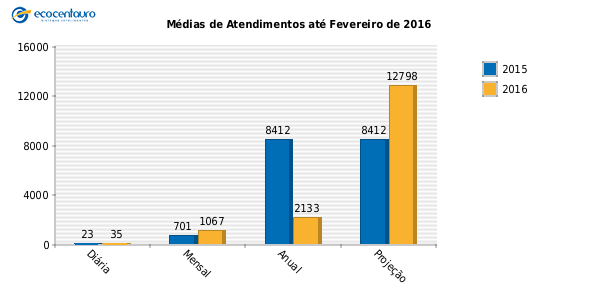 ecocentauro
Médias de Atendimentos até Fevereiro de 2016
16000
12000
8000
4000
0
23
35
701
1067
8412
2133
8412
12798
Diária
Mensal
Anual
Projeção
2015
2016